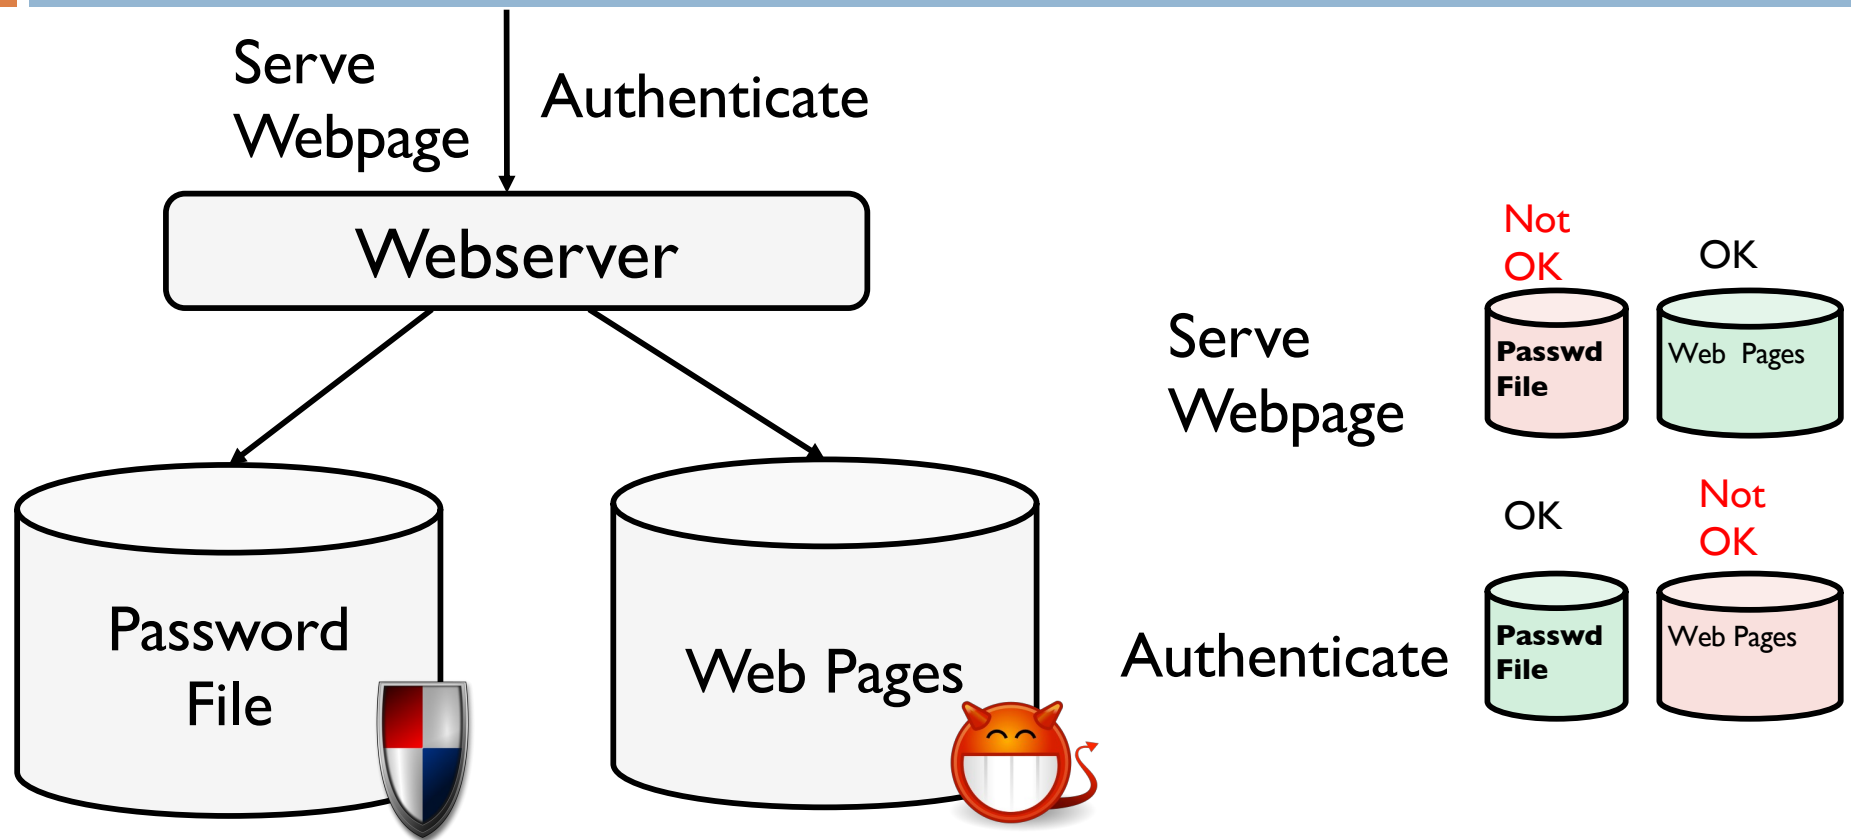 Serve
Webpage
Authenticate
Webserver
Password
File
Web Pages
Not
OK
OK
Serve
Webpage
Passwd
File
Web Pages
OK
Not
OK
Authenticate
Passwd
File
Web Pages